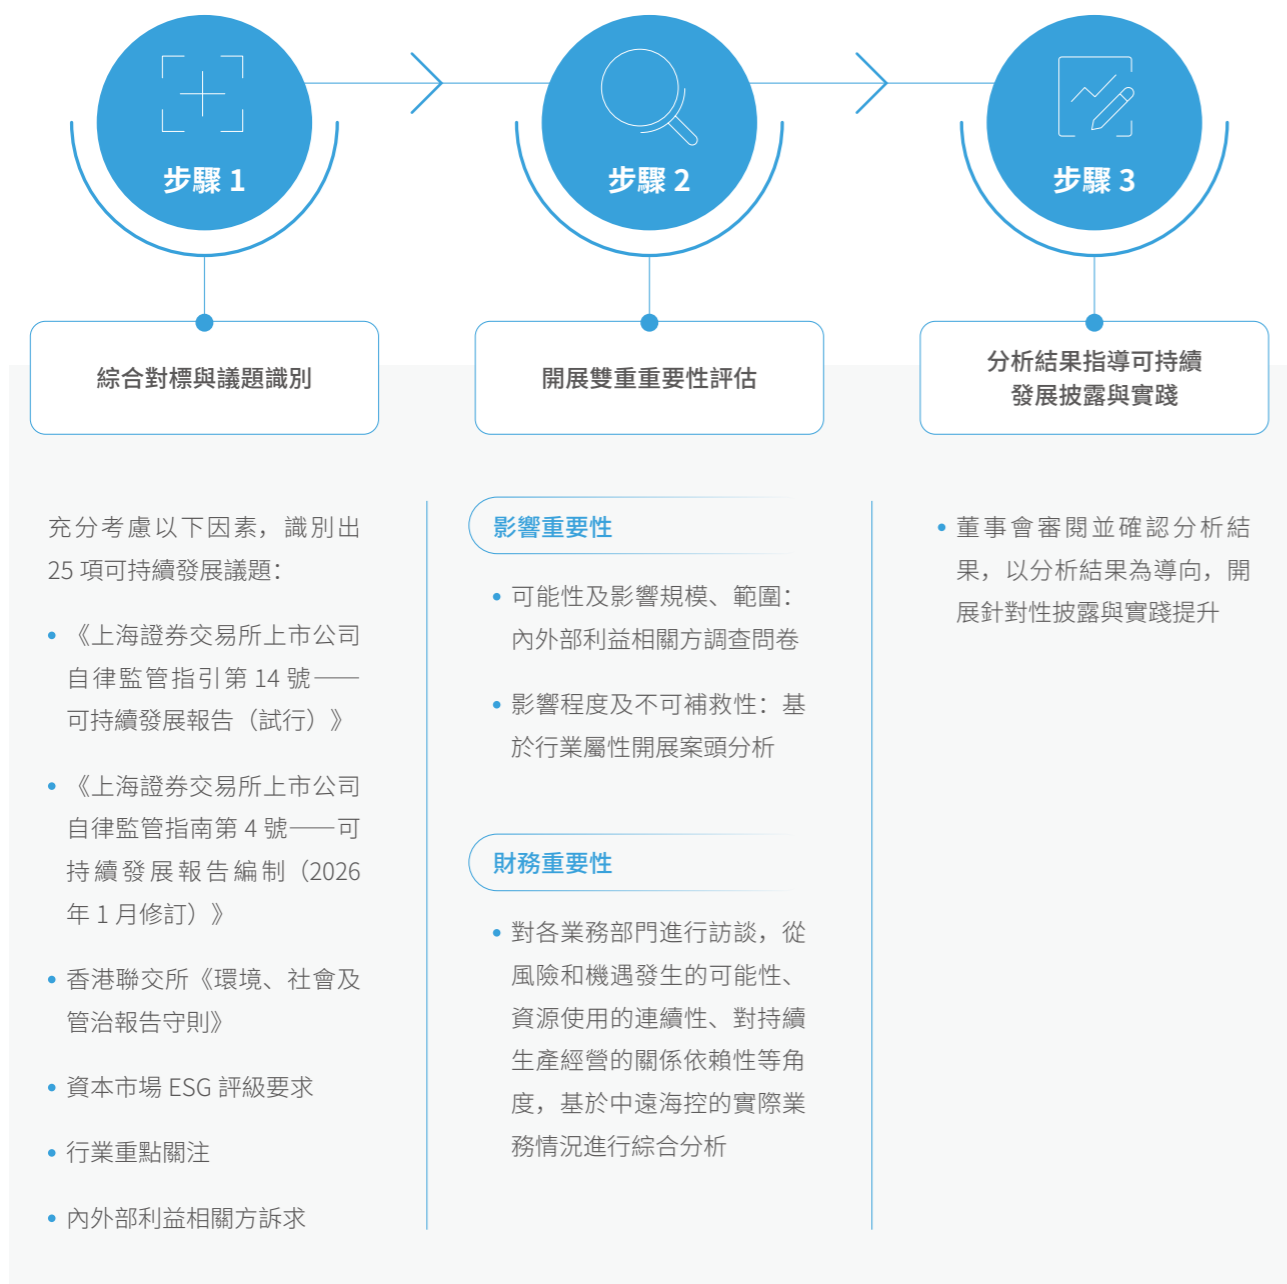 步驟 1
步驟 2
步驟 3
綜合對標與議題識別
開展雙重重要性評估
分析結果指導可持續
發展披露與實踐
充分考慮以下因素，識別出
25 項可持續發展議題：
• 《上海證券交易所上市公司
自律監管指引第 14 號——
可持續發展報告（試行）》
• 《上海證券交易所上市公司
自律監管指南第 4 號——可
持續發展報告編制（2026
年 1 月修訂）》
• 香港聯交所《環境、社會及
管治報告守則》
• 資本市場 ESG 評級要求
• 行業重點關注
• 內外部利益相關方訴求
影響重要性
• 可能性及影響規模、範圍：
內外部利益相關方調查問卷
• 影響程度及不可補救性：基
於行業屬性開展案頭分析
財務重要性
• 對各業務部門進行訪談，從
風險和機遇發生的可能性、
資源使用的連續性、對持續
生產經營的關係依賴性等角
度，基於中遠海控的實際業
務情況進行綜合分析
• 董事會審閱並確認分析結
果，以分析結果為導向，開
展針對性披露與實踐提升